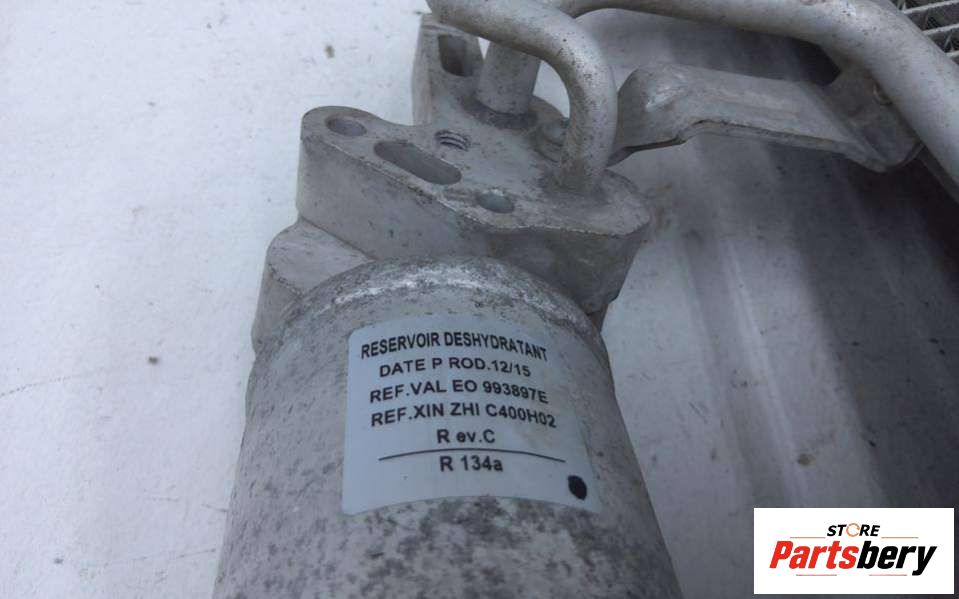 RESERVOIR DESHYDRATANT
DATE P ROD.12/15
REF.VAL EO 993897E
REF.XIN ZHI C400H02
R ev.C
R 134a
STORE
Partsbery